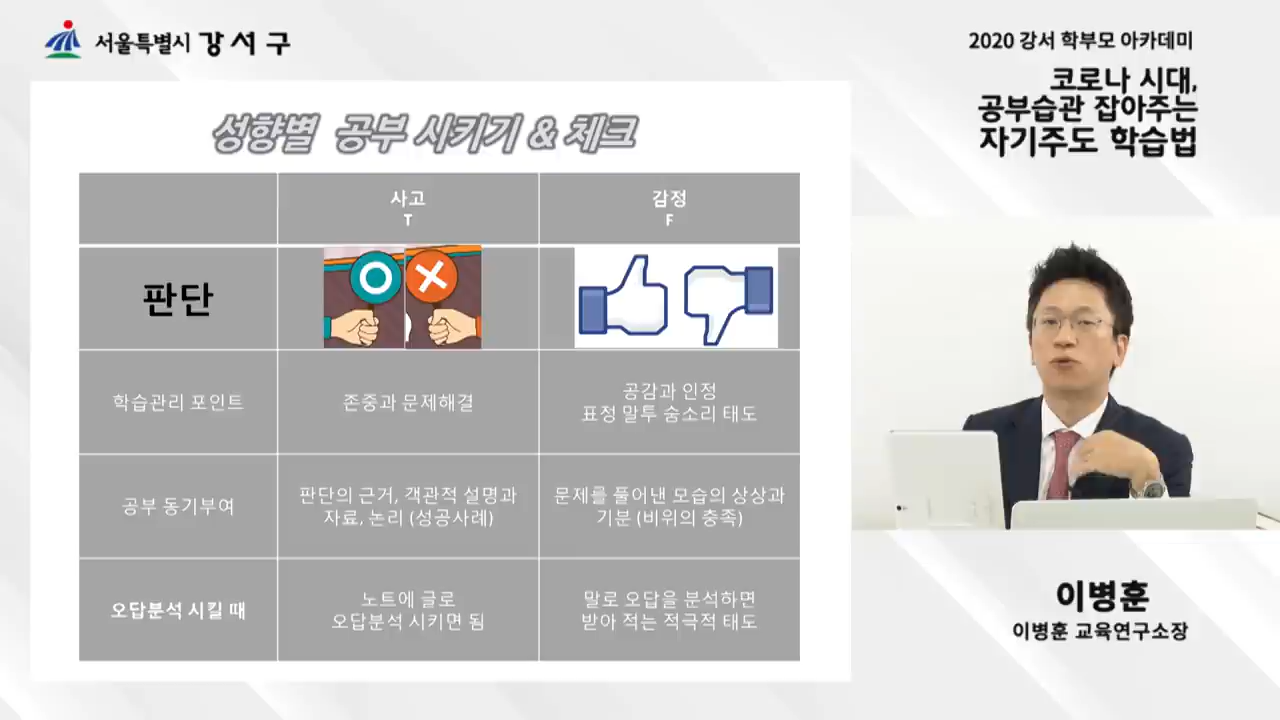 서울특별시 강서구
2020 강서 학부모 아카데미
코로나 시대,
공부습관 잡아주는
자기주도 학습법
성향별 공부 시키기 & 체크
사고
T
감정
F
판단
학습관리 포인트
존중과 문제해결
공감과 인정
표정 말투 숨소리 태도
공부 동기부여
판단의 근거, 객관적 설명과
자료, 논리 (성공사례)
문제를 풀어낸 모습의 상상과
기분 (비위의 충족)
오답분석 시킬 때
노트에 글로
오답분석 시키면 됨
말로 오답을 분석하면
받아 적는 적극적 태도
이병훈
이병훈 교육연구소장